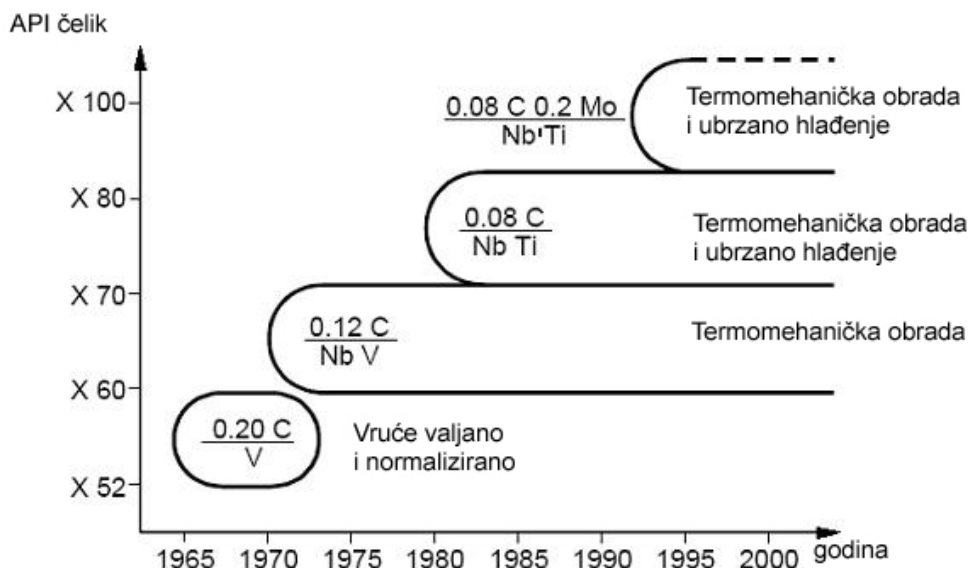 API čelik
X 100
0.08 C 0.2 Mo
Nb'Ti
Termomehanička obrada
i ubrzano hlađenje
X 80
0.08 C
Nb Ti
Termomehanička obrada
i ubrzano hlađenje
X 70
0.12 C
Nb V
Termomehanička obrada
X 60
0.20 C
V
Vruće valjano
i normalizirano
X 52
1965 1970 1975 1980 1985 1990 1995 2000 godina